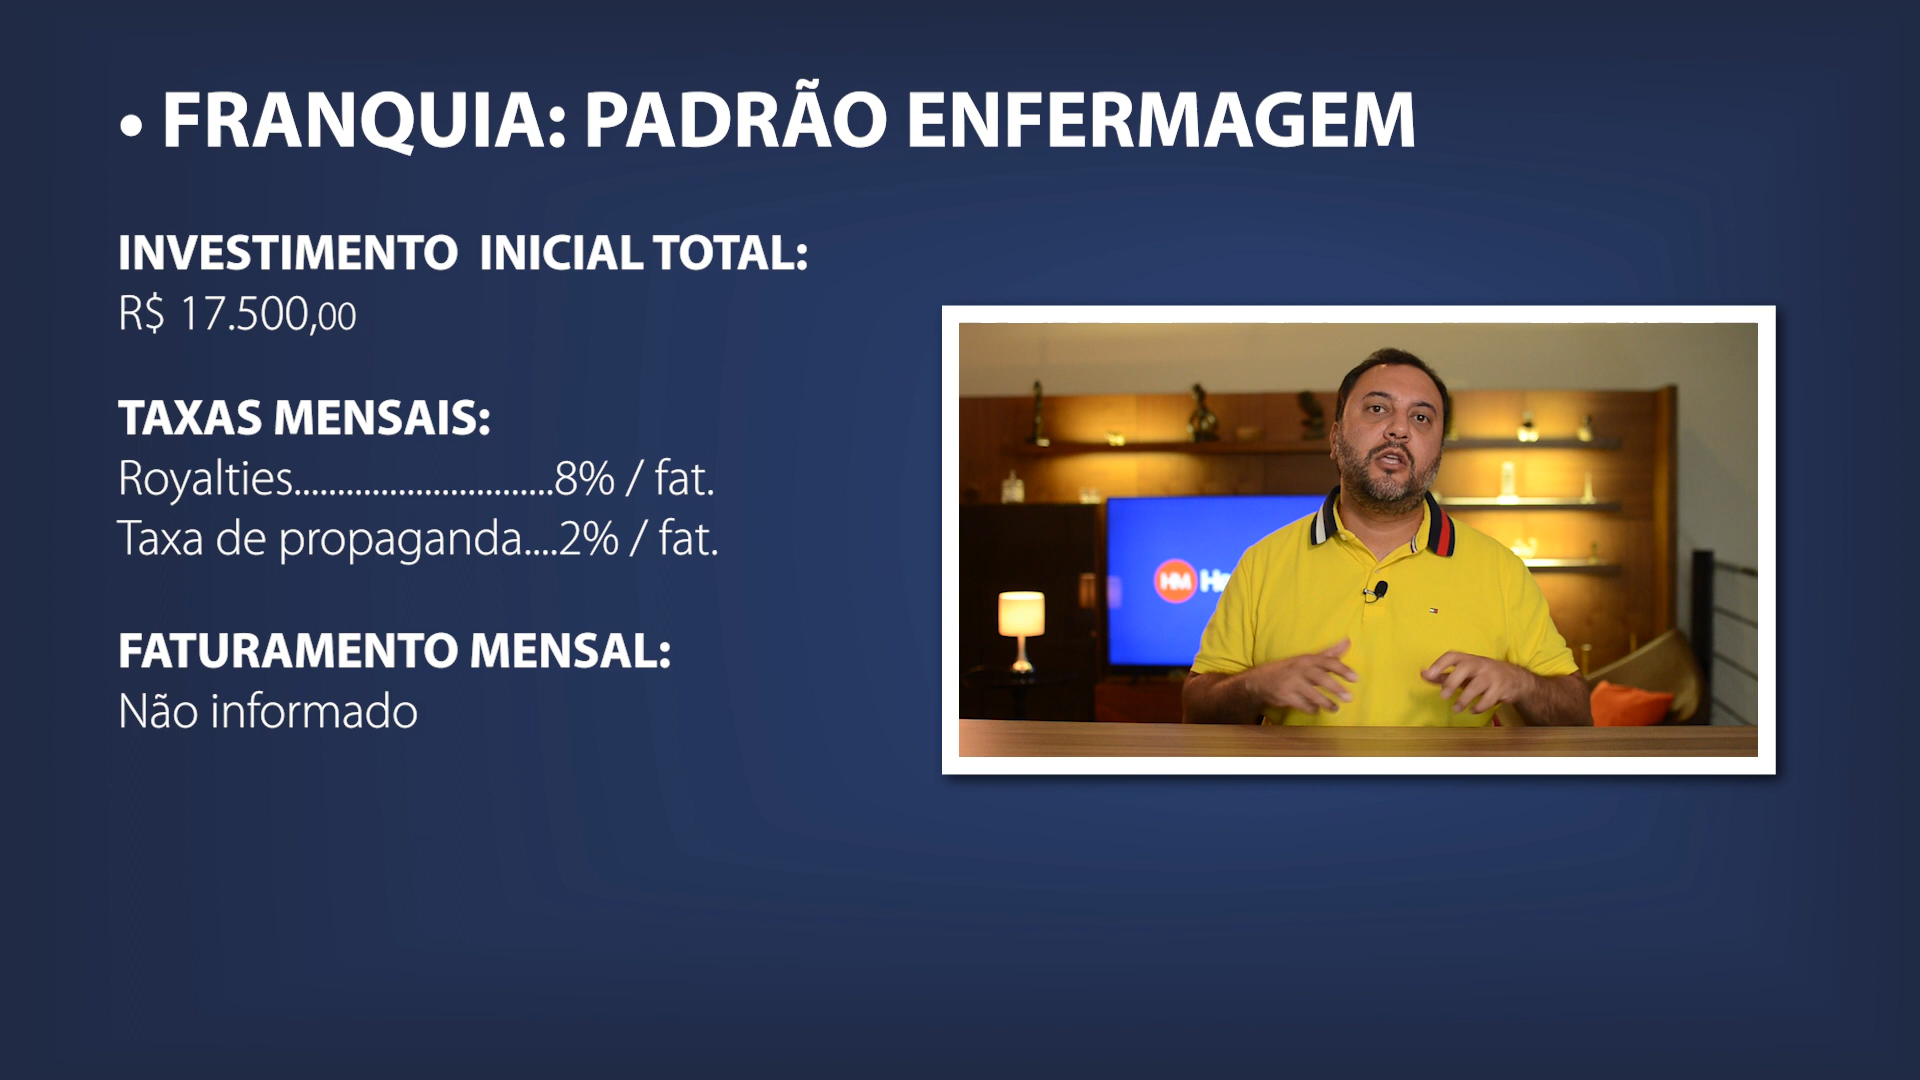 • FRANQUIA: PADRÃO ENFERMAGEM
INVESTIMENTO INICIAL TOTAL:
R$ 17.500,00
TAXAS MENSAIS:
Royalties..............................8% / fat.
Taxa de propaganda....2% / fat.
FATURAMENTO MENSAL:
Não informado
HM